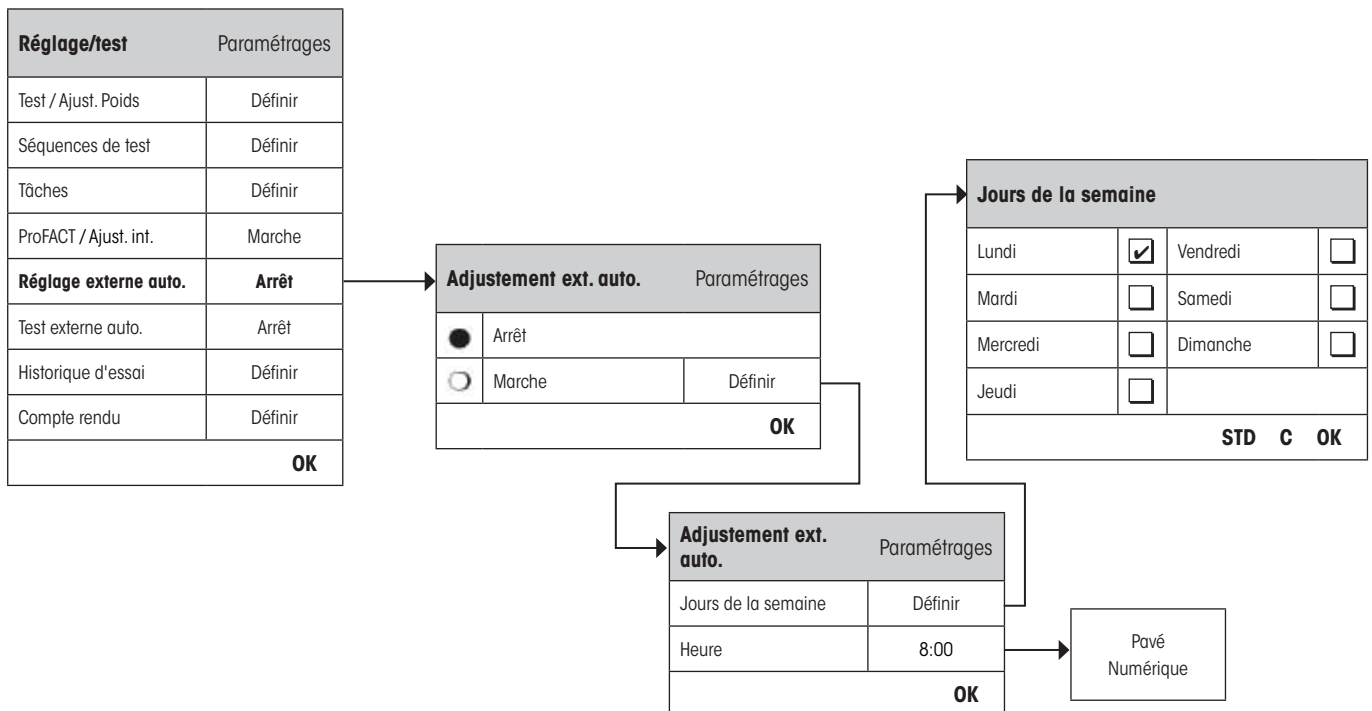 Réglage/test Paramétrages
Test / Ajust. Poids Définir
Séquences de test Définir
Tâches Définir
ProFACT / Ajust. int. Marche
Réglage externe auto. Arrêt
Test externe auto. Arrêt
Historique d'essai Définir
Compte rendu Définir
OK
Adjustement ext. auto. Paramétrages
Arrêt
Marche Définir
OK
Adjustement ext.
auto. Paramétrages
Jours de la semaine Définir
Heure 8:00
OK
Pavé
Numérique
Jours de la semaine
Lundi Vendredi
Mardi Samedi
Mercredi Dimanche
Jeudi
STD C OK